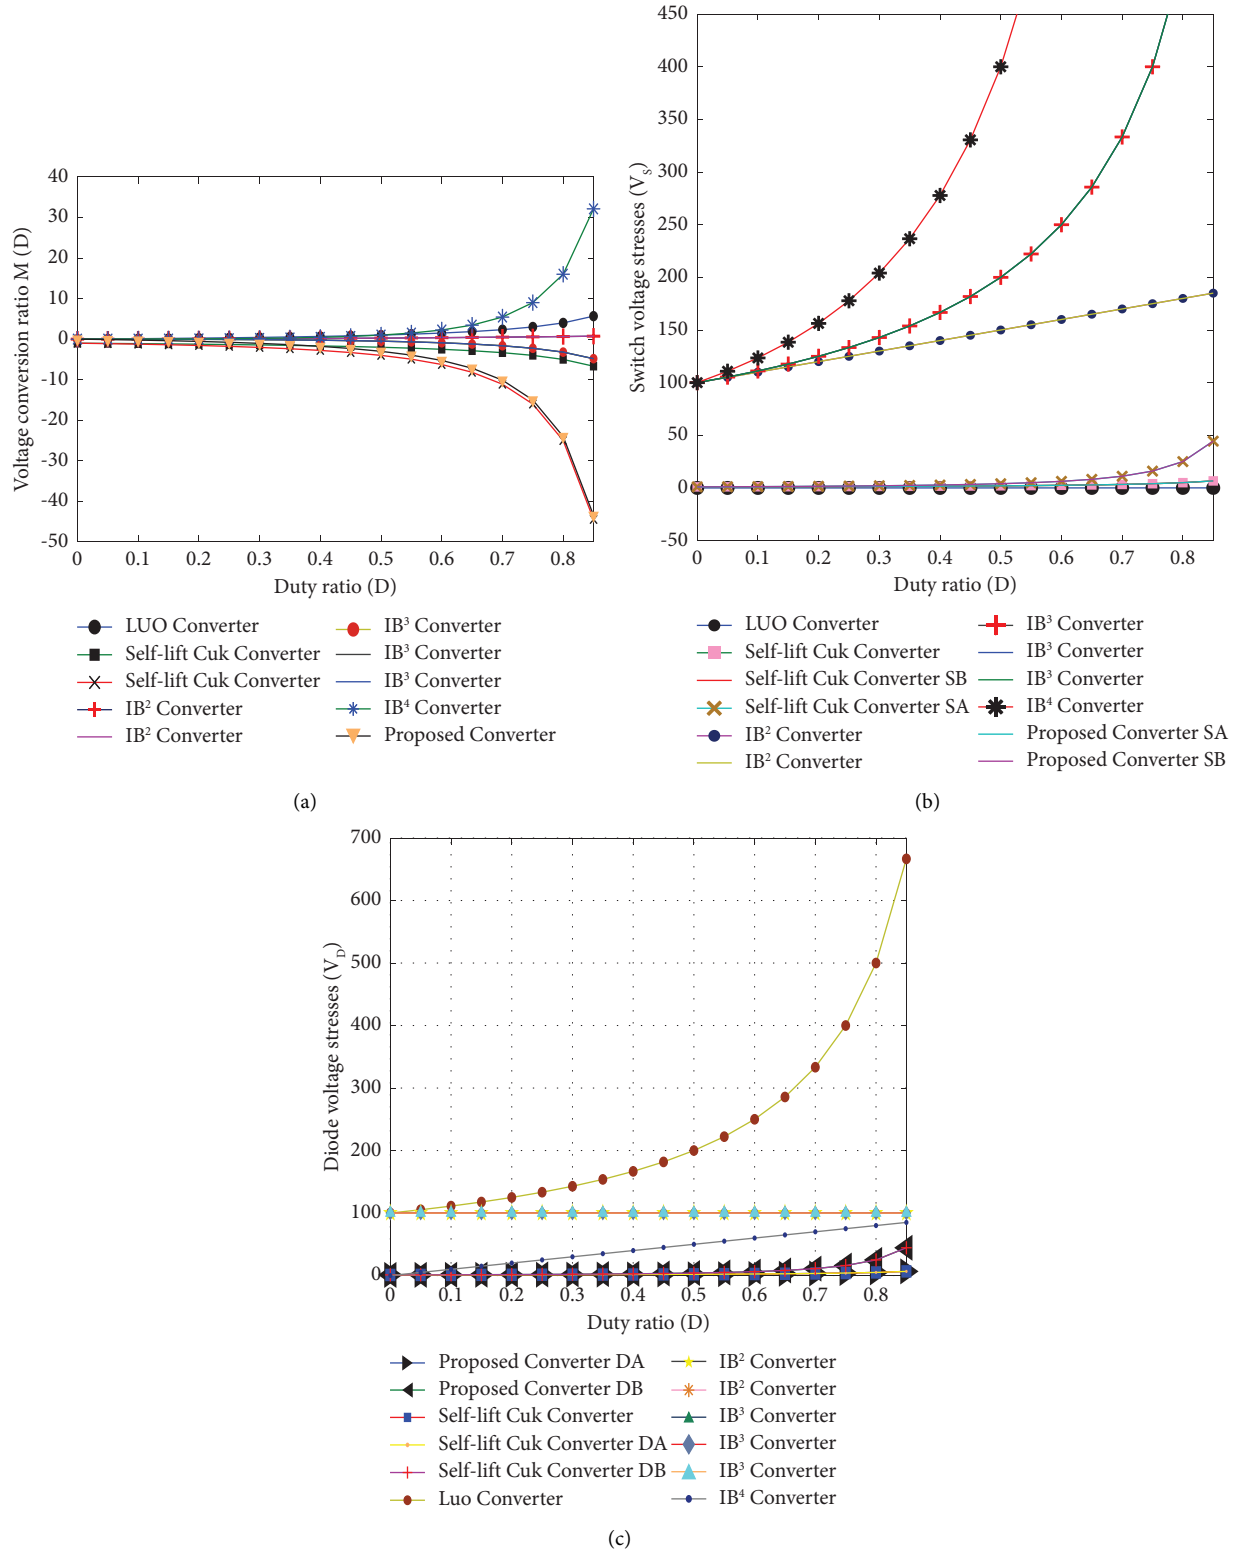 40
30
20
10
0
-10
-20
-30
-40
-50
Voltage conversion ratio M (D)
0 0.1 0.2 0.3 0.4 0.5 0.6 0.7 0.8
Duty ratio (D)
LUO Converter
Self-lift Cuk Converter
Self-lift Cuk Converter
IB² Converter
IB² Converter
IB³ Converter
IB³ Converter
IB³ Converter
IB⁴ Converter
Proposed Converter
(a)
450
400
350
300
250
200
150
100
50
0
-50
Switch voltage stresses (V_S)
0 0.1 0.2 0.3 0.4 0.5 0.6 0.7 0.8
Duty ratio (D)
LUO Converter
Self-lift Cuk Converter
Self-lift Cuk Converter SB
Self-lift Cuk Converter SA
IB² Converter
IB² Converter
IB³ Converter
IB³ Converter
IB³ Converter
IB⁴ Converter
Proposed Converter SA
Proposed Converter SB
(b)
700
600
500
400
300
200
100
0
Diode voltage stresses (V_D)
0 0.1 0.2 0.3 0.4 0.5 0.6 0.7 0.8
Duty ratio (D)
Proposed Converter DA
Proposed Converter DB
Self-lift Cuk Converter
Self-lift Cuk Converter DA
Self-lift Cuk Converter DB
Luo Converter
IB² Converter
IB² Converter
IB³ Converter
IB³ Converter
IB³ Converter
IB⁴ Converter
(c)